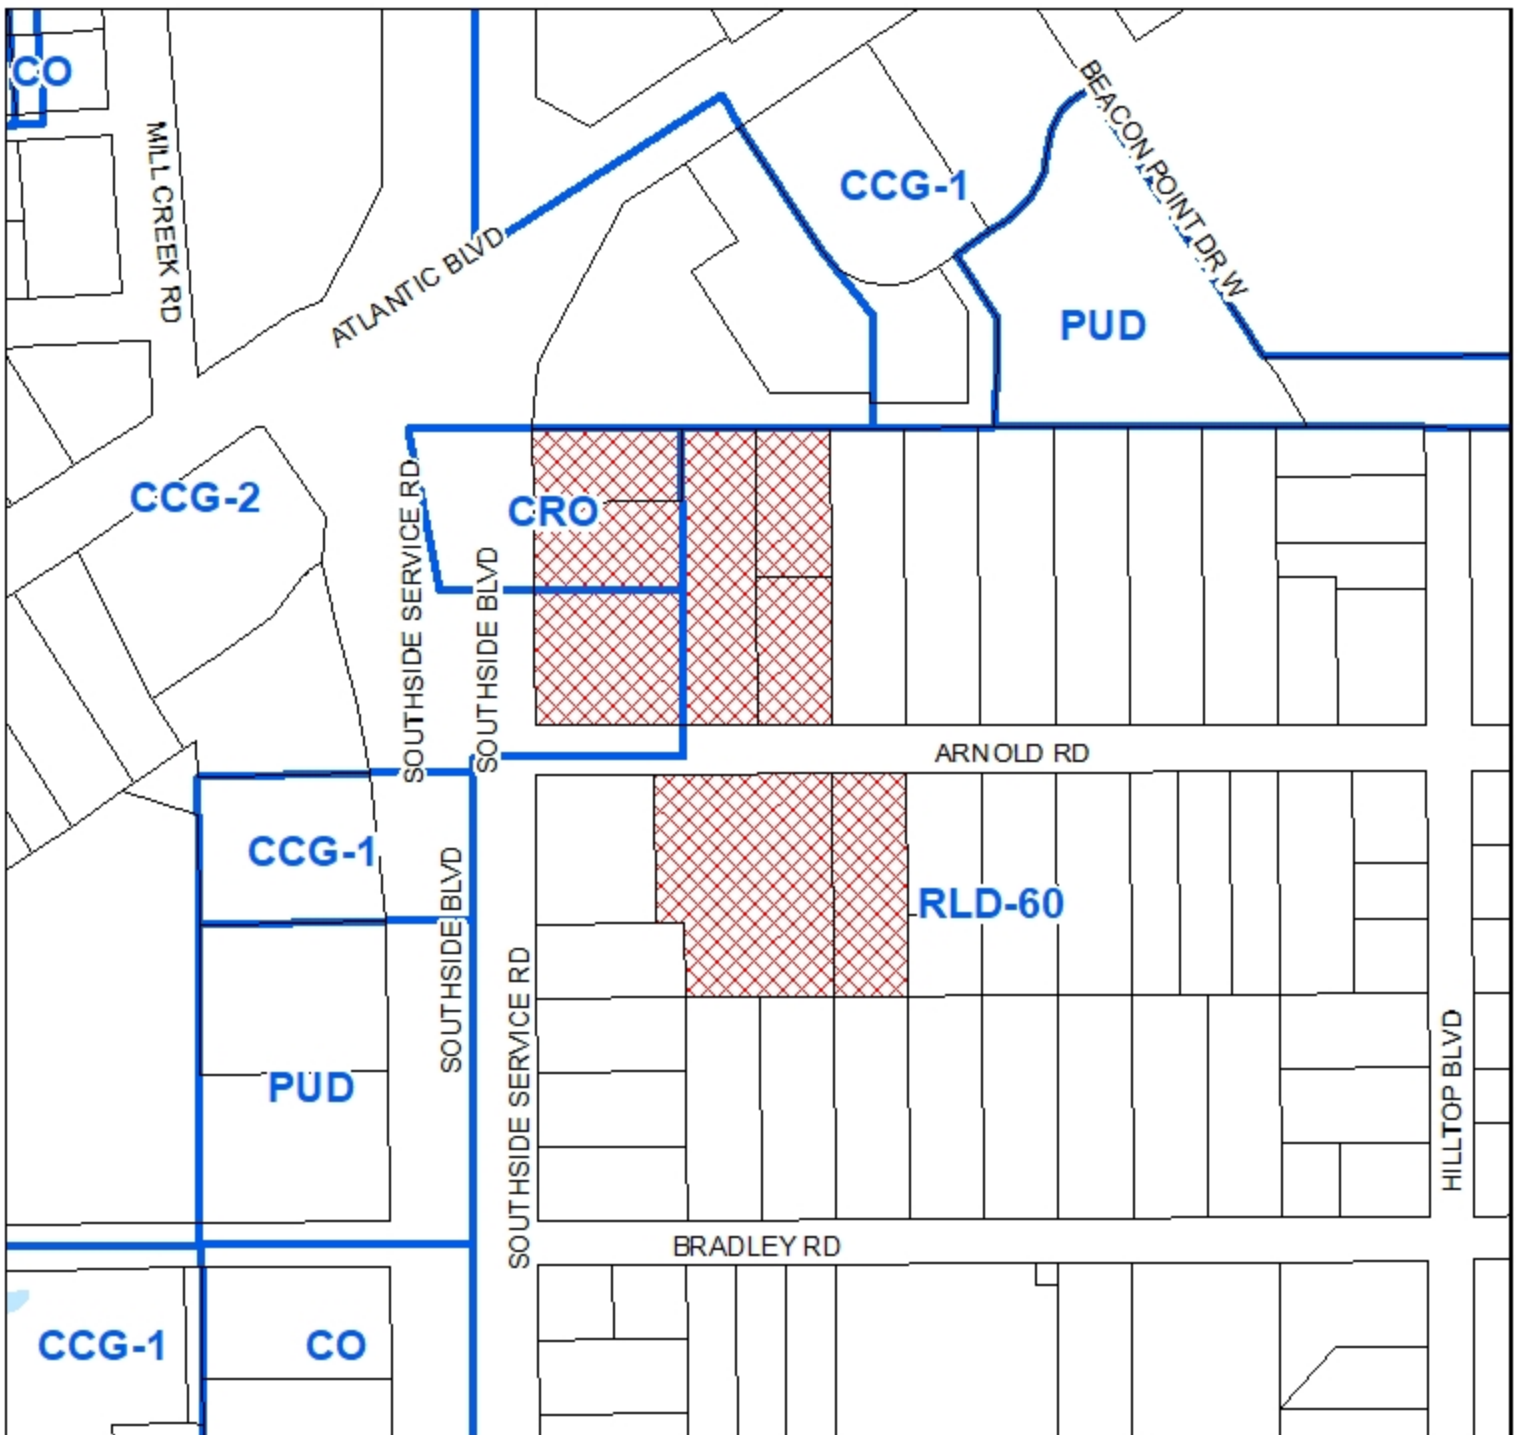 CO
MILL CREEK RD
ATLANTIC BLVD
CCG-1
BEACON POINT DR W
PUD
CCG-2
SOUTHSIDE SERVICE RD
CRO
SOUTHSIDE BLVD
ARNOLD RD
CCG-1
SOUTHSIDE BLVD
RLD-60
SOUTHSIDE SERVICE RD
PUD
HILLTOP BLVD
BRADLEY RD
CCG-1
CO